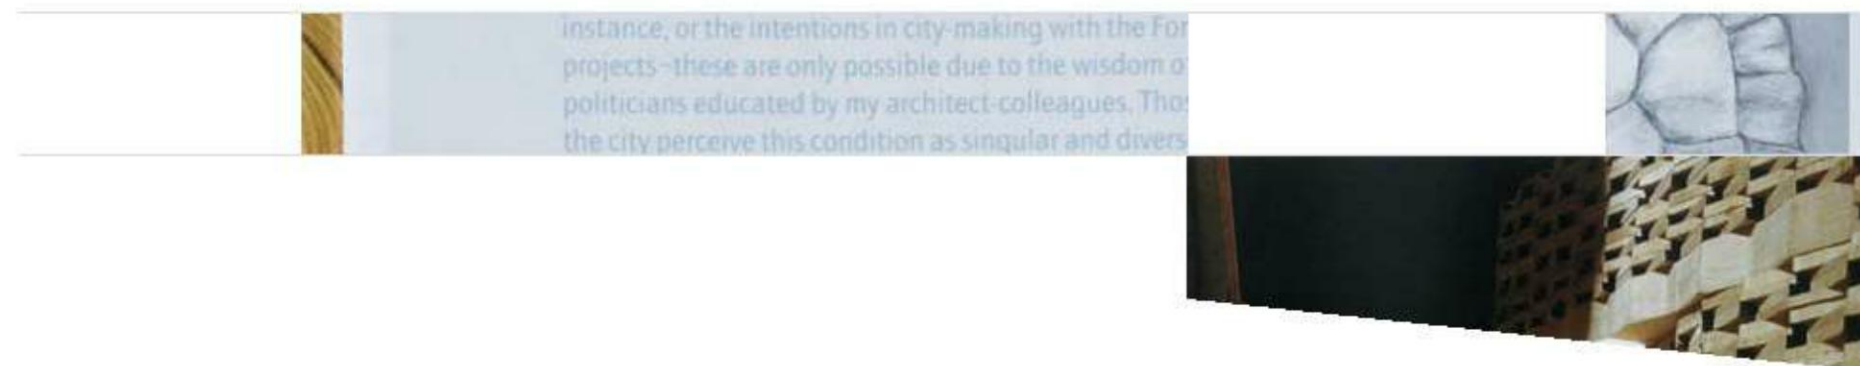 instance, or the intentions in city-making with the For
projects–these are only possible due to the wisdom o
politicians educated by my architect-colleagues. Thos
the city perceive this condition as singular and divers